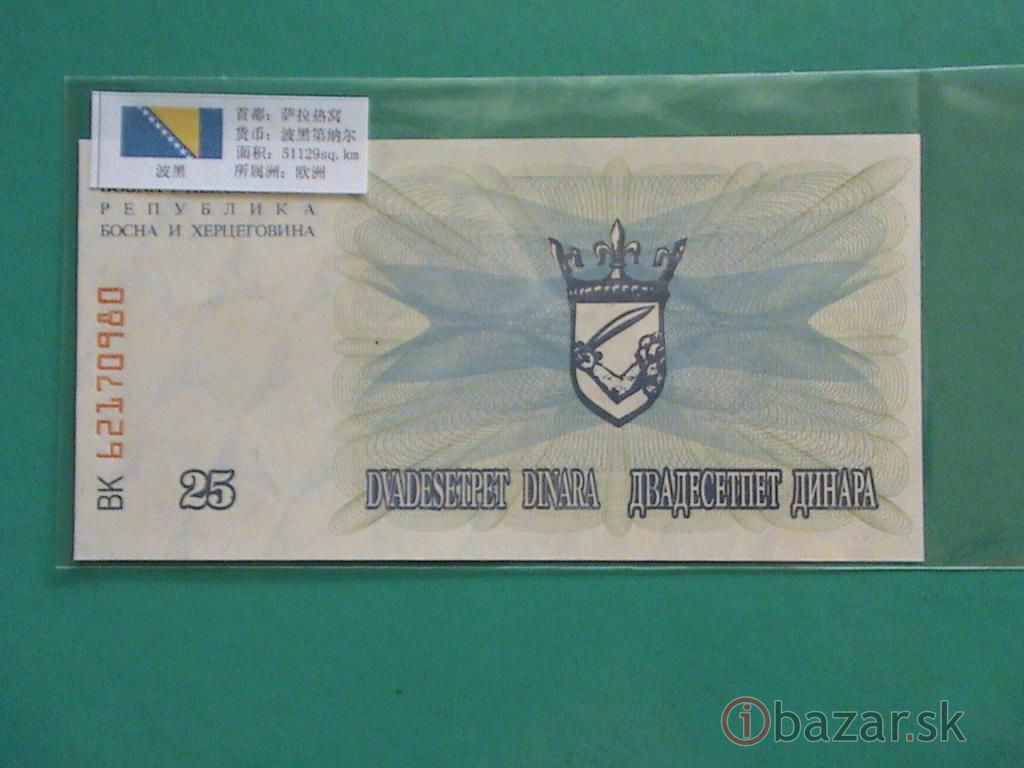 首都：萨拉热窝
货币：波黑第纳尔
面积：51129sq.km
所属洲：欧洲
波黑
РЕПУБЛИКА
БОСНА И ХЕРЦЕГОВИНА
BK 62170980
25
DVADESETPET DINARA ДВАДЕСЕТПЕТ ДИНАРА
ibazar.sk